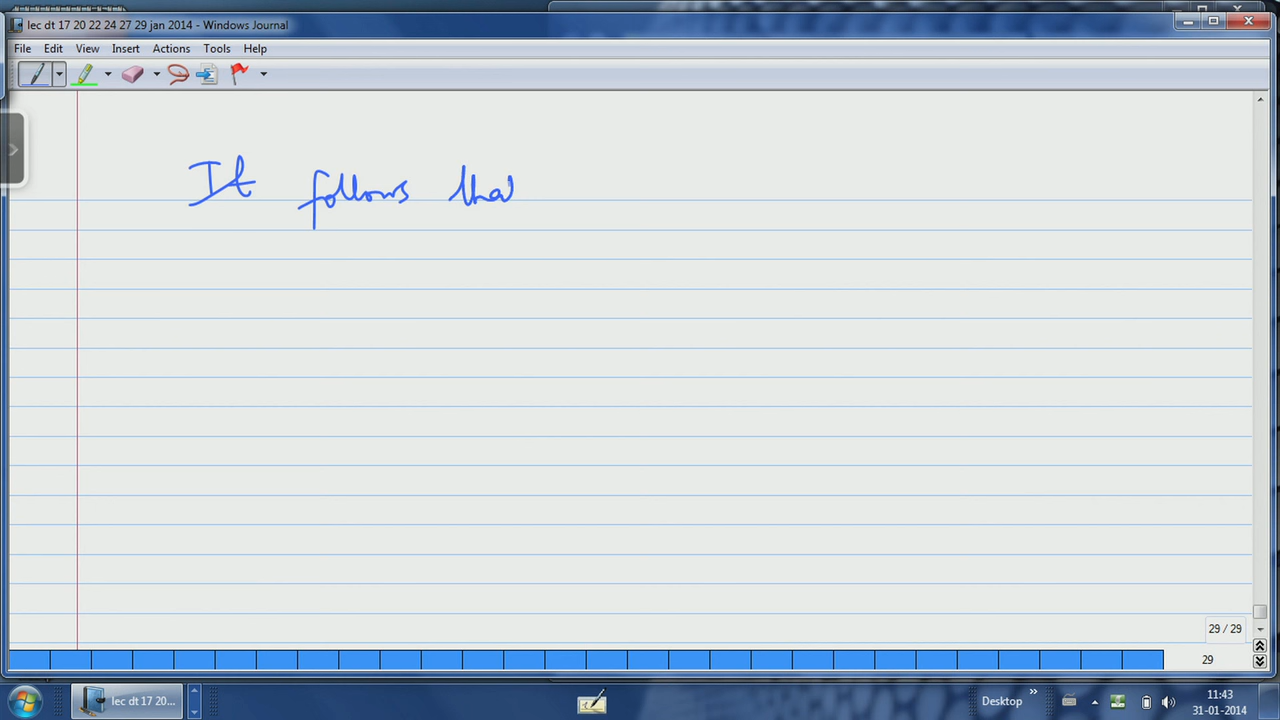 lec dt 17 20 22 24 27 29 jan 2014 - Windows Journal
File Edit View Insert Actions Tools Help
It follows that
29 / 29
29
lec dt 17 20... Desktop 11:43
31-01-2014